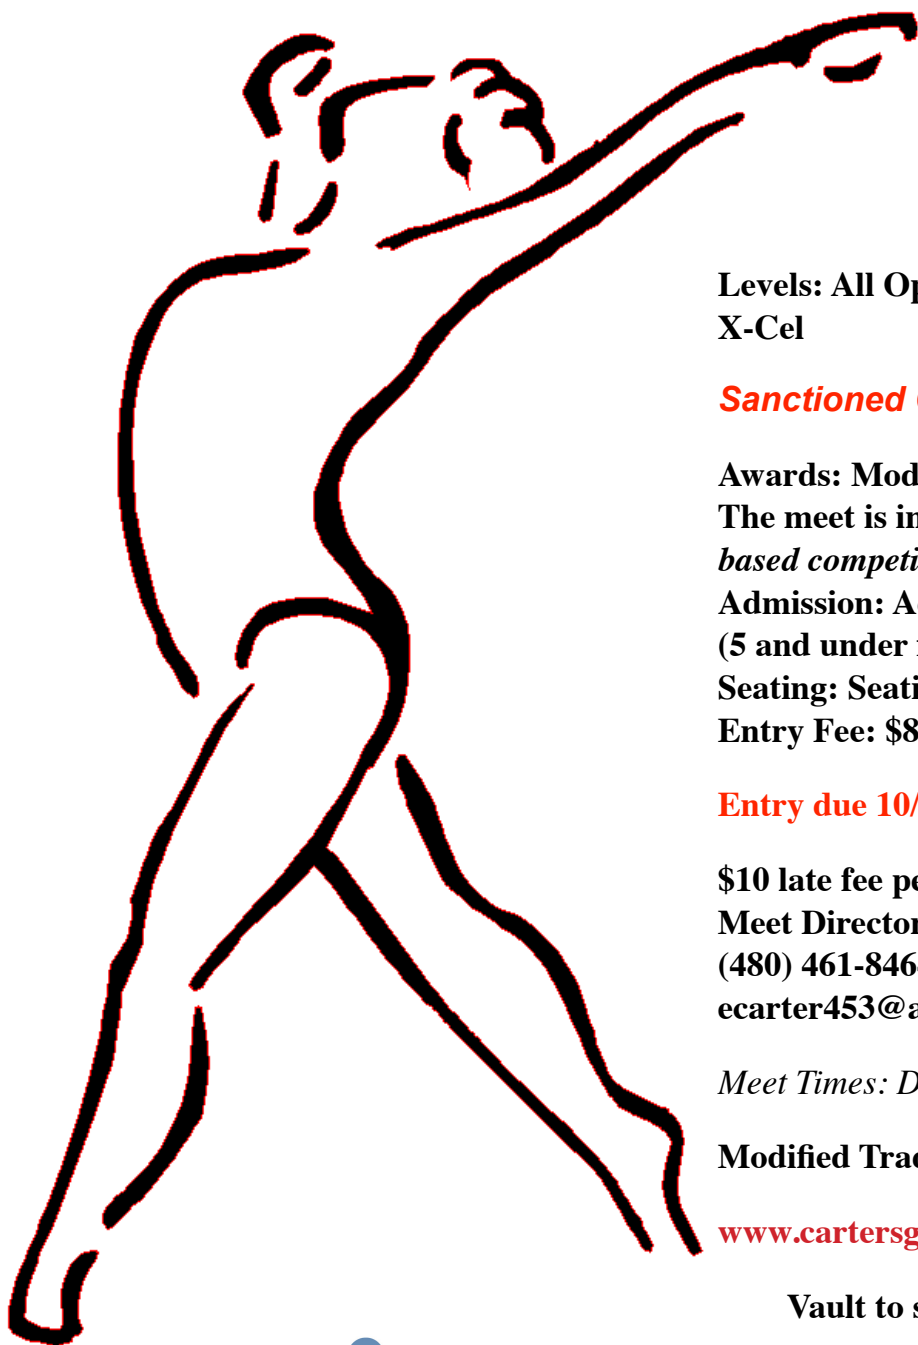 Levels: All Op
X-Cel
Sanctioned
Awards: Mod
The meet is in
based competi
Admission: A
(5 and under
Seating: Seati
Entry Fee: $8
Entry due 10/
$10 late fee pe
Meet Director
(480) 461-846
ecarter453@a
Meet Times: D
Modified Trac
www.cartersg
Vault to s